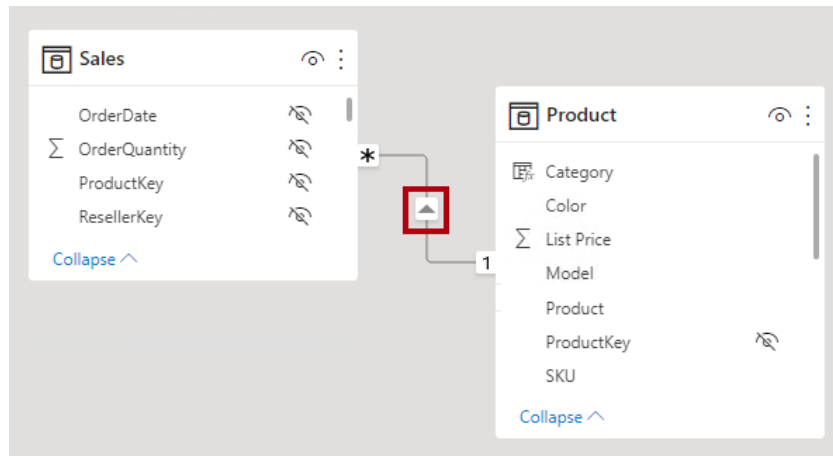 Sales
OrderDate
∑ OrderQuantity
ProductKey
ResellerKey
Collapse
*
1
Product
Category
Color
∑ List Price
Model
Product
ProductKey
SKU
Collapse